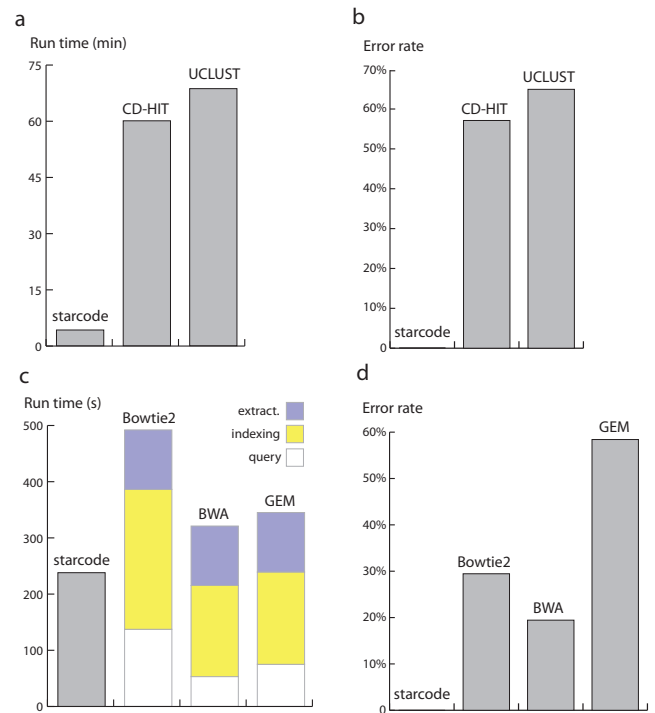 a
Run time (min)
75
60
45
30
15
0
starcode
CD-HIT
UCLUST
b
Error rate
70%
60%
50%
40%
30%
20%
10%
0
starcode
CD-HIT
UCLUST
c
Run time (s)
500
400
300
200
100
0
starcode
Bowtie2
BWA
GEM
extract.
indexing
query
d
Error rate
60%
50%
40%
30%
20%
10%
0
starcode
Bowtie2
BWA
GEM